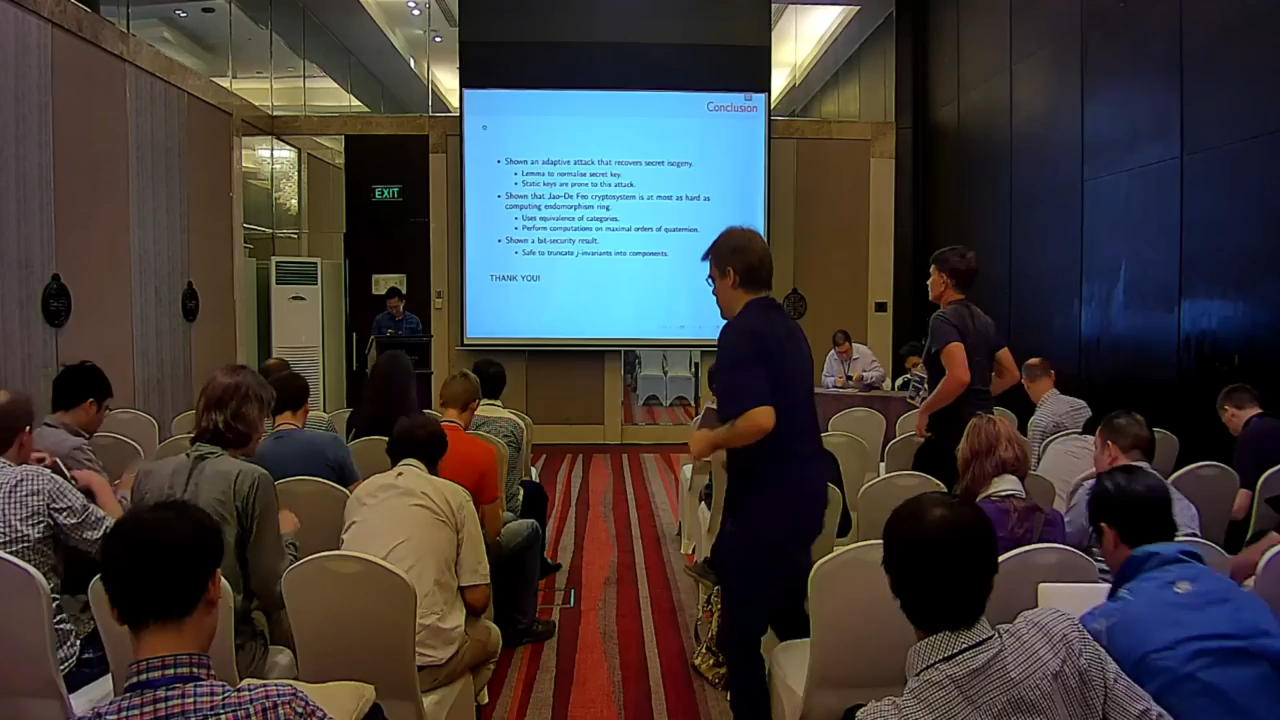 Conclusion
• Shown an adaptive attack that recovers secret isogeny.
• Lemma to normalise secret key.
• Static keys are prone to this attack.
• Shown that Jao–De Feo cryptosystem is at most as hard as
computing endomorphism ring.
• Uses equivalence of categories.
• Perform computations on maximal orders of quaternion.
• Shown a bit-security result.
• Safe to truncate j-invariants into components.
THANK YOU!
EXIT